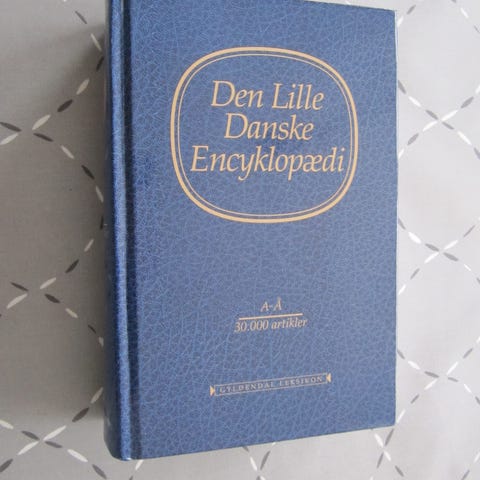 Den Lille
Danske
Encyklopædi
A-Å
30.000 artikler
GYLDENDAL LEKSIKON